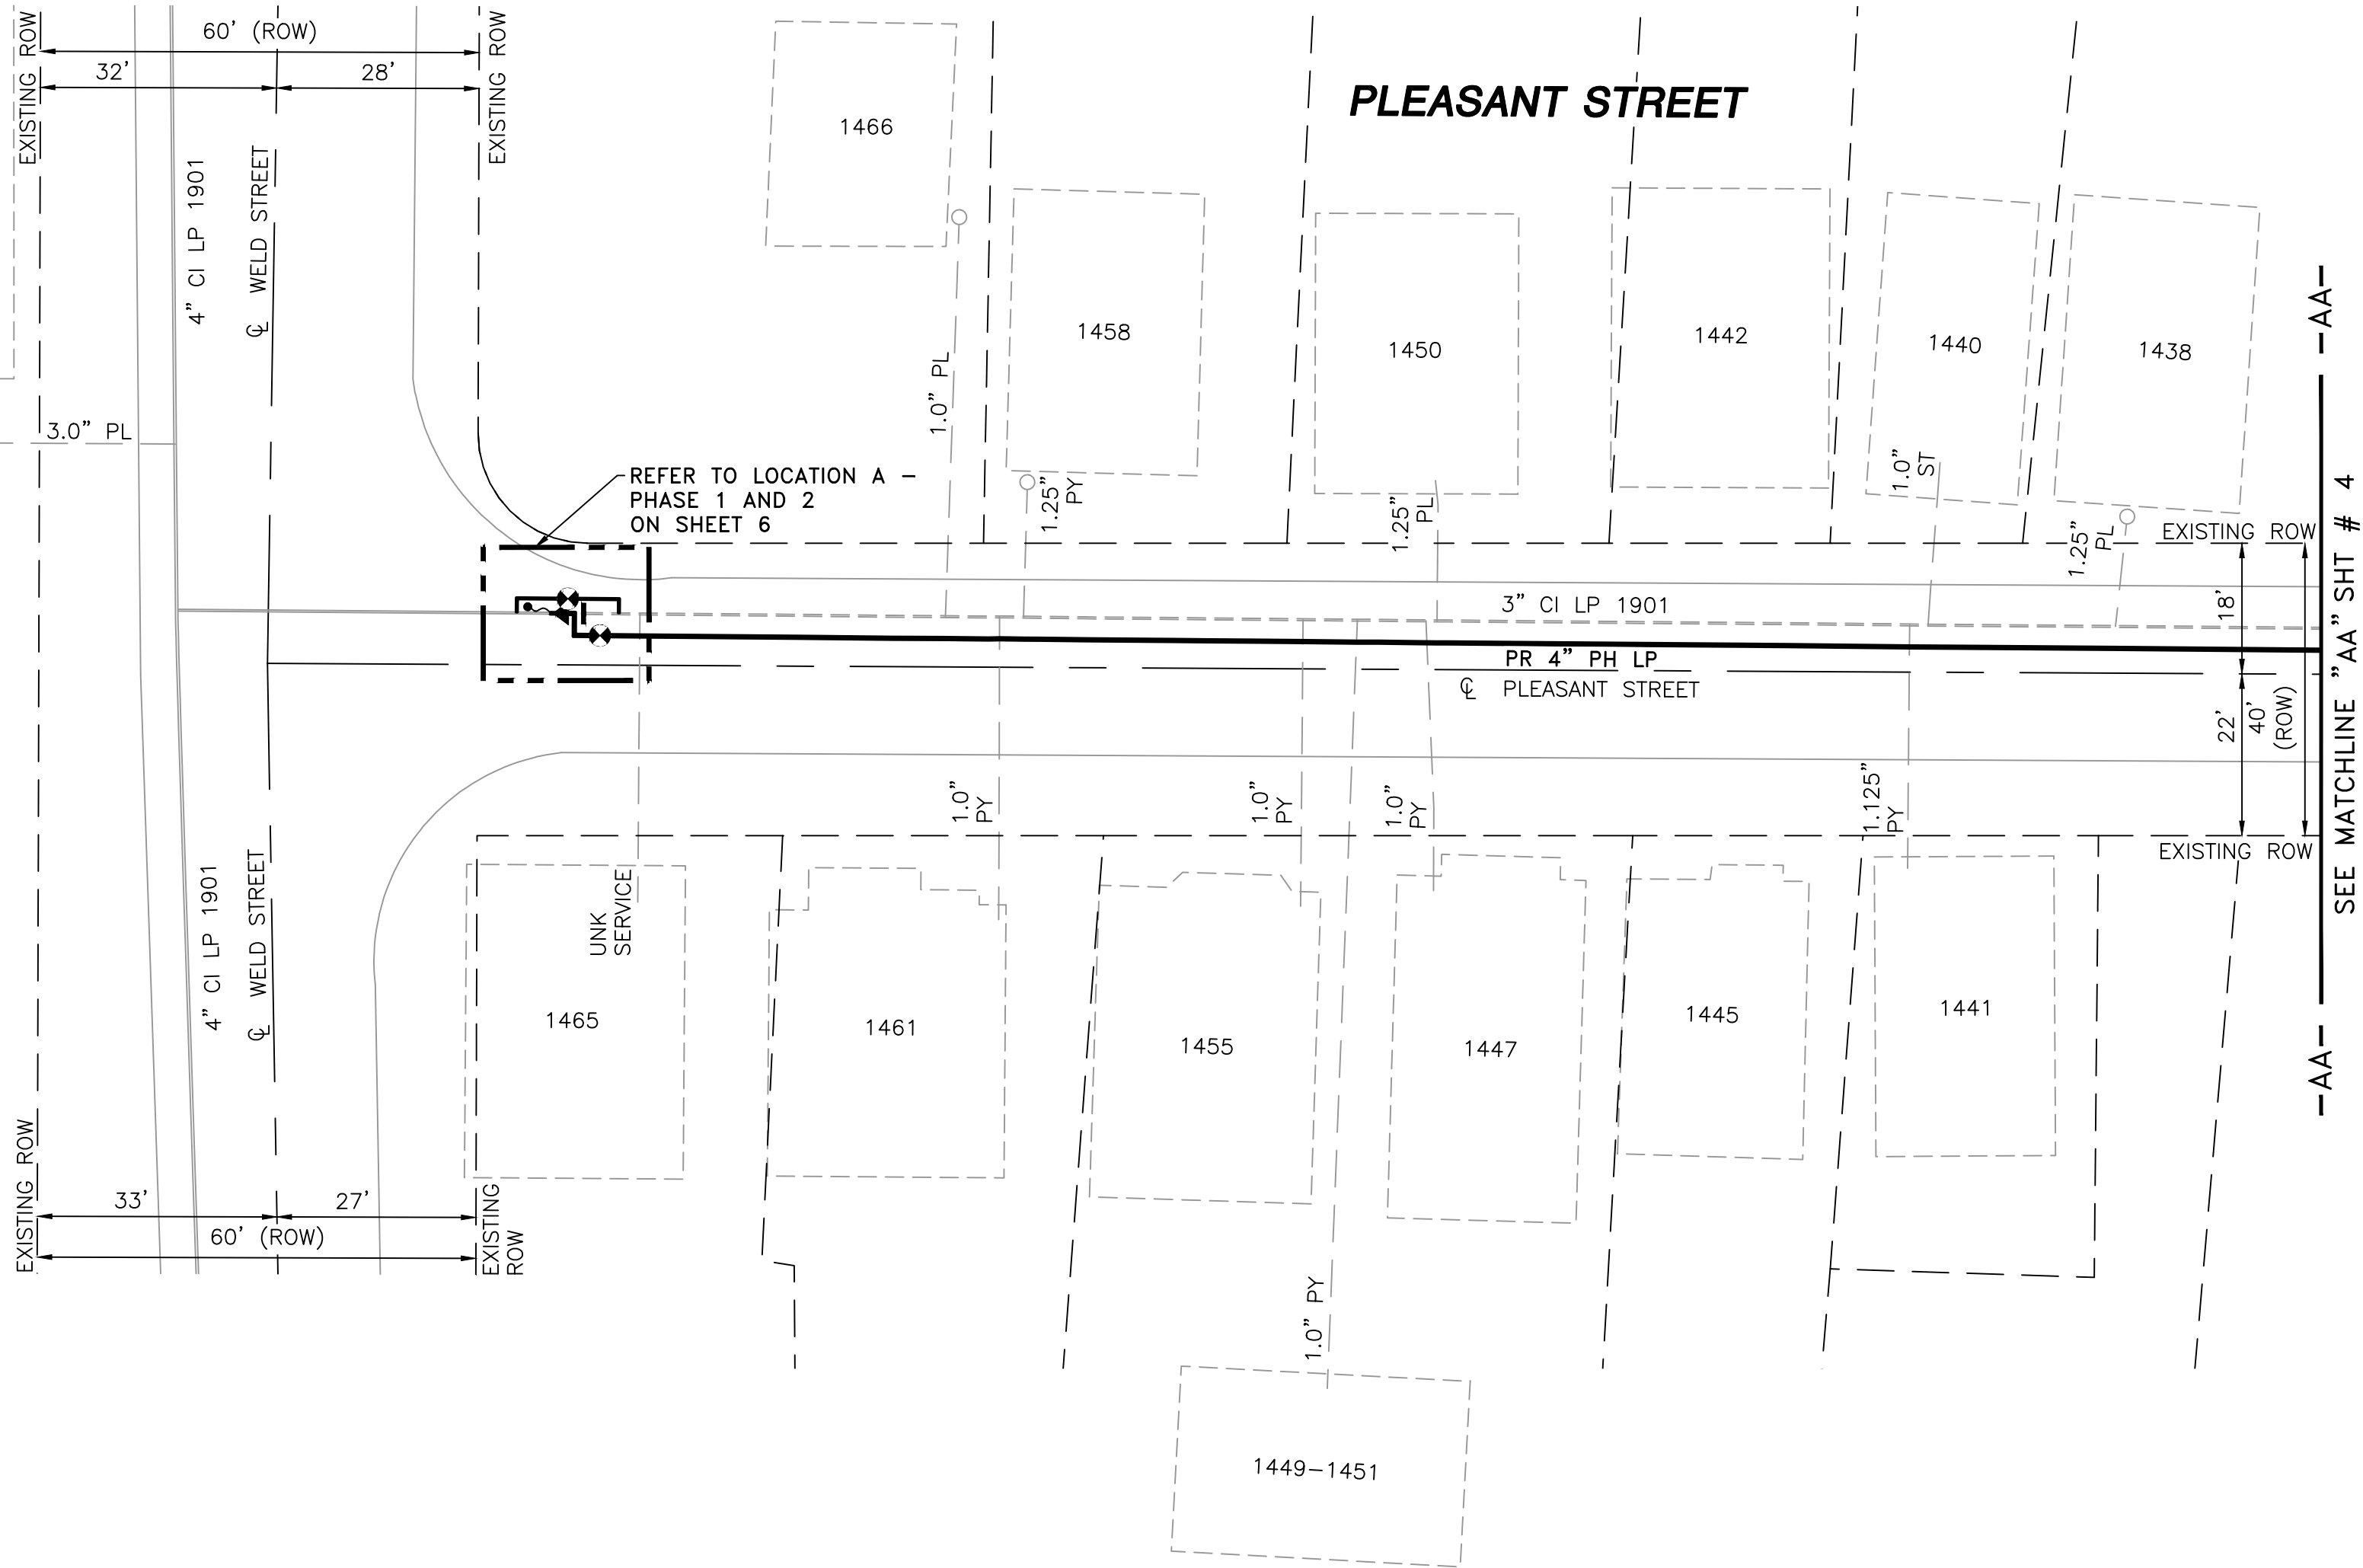 EXISTING ROW
60' (ROW)
EXISTING ROW
32'
28'
4" CI LP 1901
℄ WELD STREET
PLEASANT STREET
1466
1458
1450
1442
1440
1438
-AA-
3.0" PL
1.0" PL
REFER TO LOCATION A -
PHASE 1 AND 2
ON SHEET 6
1.25"
PY
1.25"
PL
1.0"
ST
1.25"
PL
EXISTING ROW
3" CI LP 1901
18'
PR 4" PH LP
℄ PLEASANT STREET
22'
40'
(ROW)
SEE MATCHLINE "AA" SHT # 4
1.0"
PY
1.0"
PY
1.0"
PY
1.125"
PY
EXISTING ROW
4" CI LP 1901
℄ WELD STREET
UNK
SERVICE
1465
1461
1455
1447
1445
1441
-AA-
EXISTING ROW
33'
27'
60' (ROW)
EXISTING
ROW
1.0" PY
1449-1451